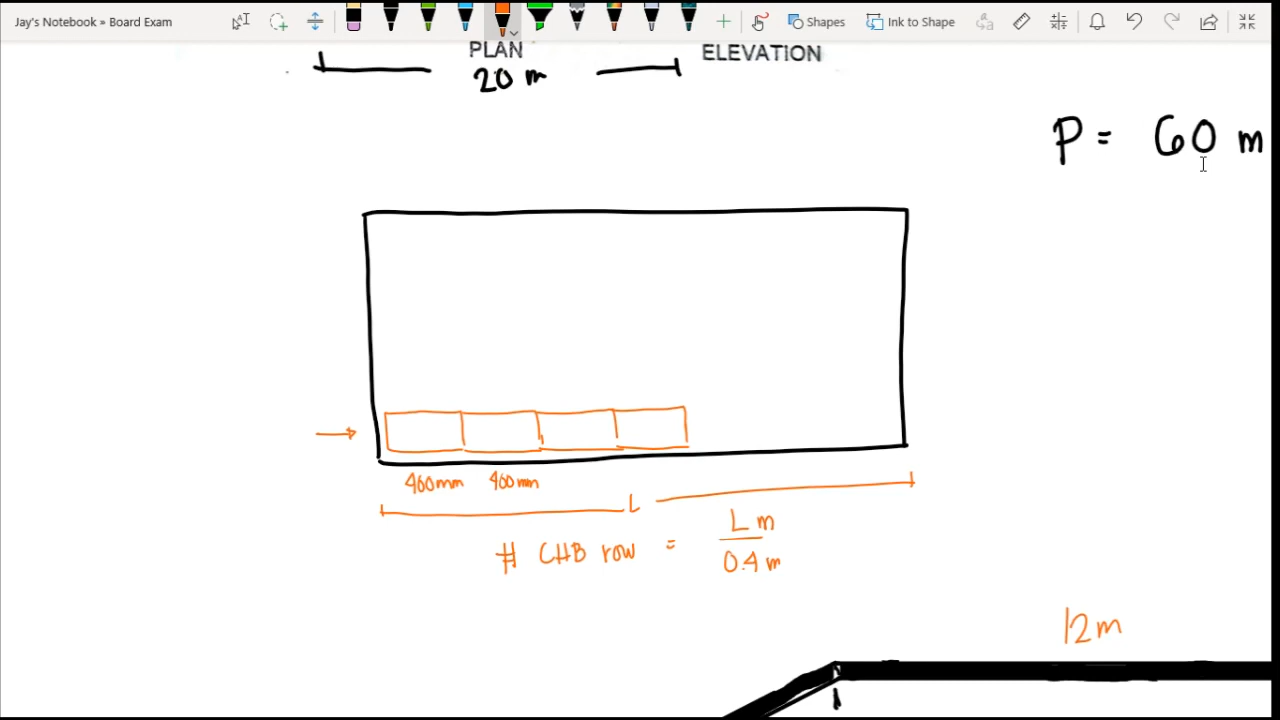 Jay's Notebook » Board Exam
Shapes
Ink to Shape
PLAN
ELEVATION
20 m
P = 60 m
400mm 400mm
L
# CHB row = L m / 0.4 m
12m